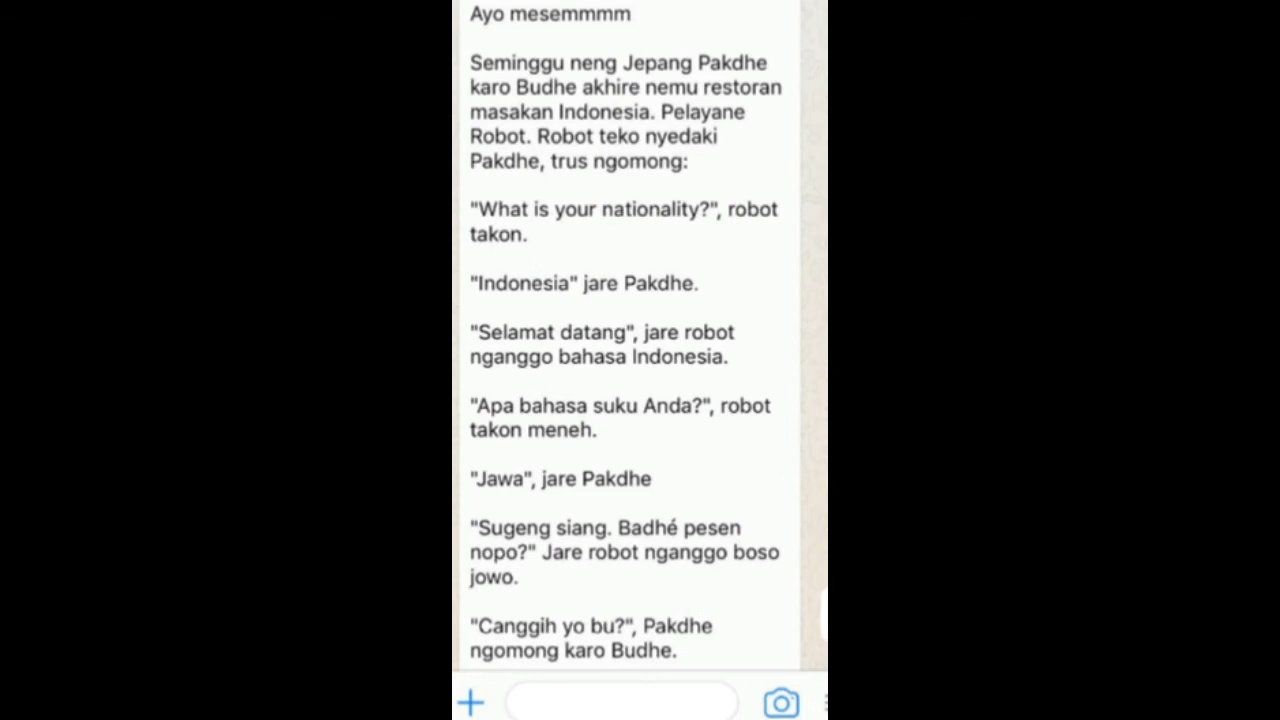 Ayo mesemmmm
Seminggu neng Jepang Pakdhe
karo Budhe akhire nemu restoran
masakan Indonesia. Pelayane
Robot. Robot teko nyedaki
Pakdhe, trus ngomong:
"What is your nationality?", robot
takon.
"Indonesia" jare Pakdhe.
"Selamat datang", jare robot
nganggo bahasa Indonesia.
"Apa bahasa suku Anda?", robot
takon meneh.
"Jawa", jare Pakdhe
"Sugeng siang. Badhé pesen
nopo?" Jare robot nganggo boso
jowo.
"Canggih yo bu?", Pakdhe
ngomong karo Budhe.